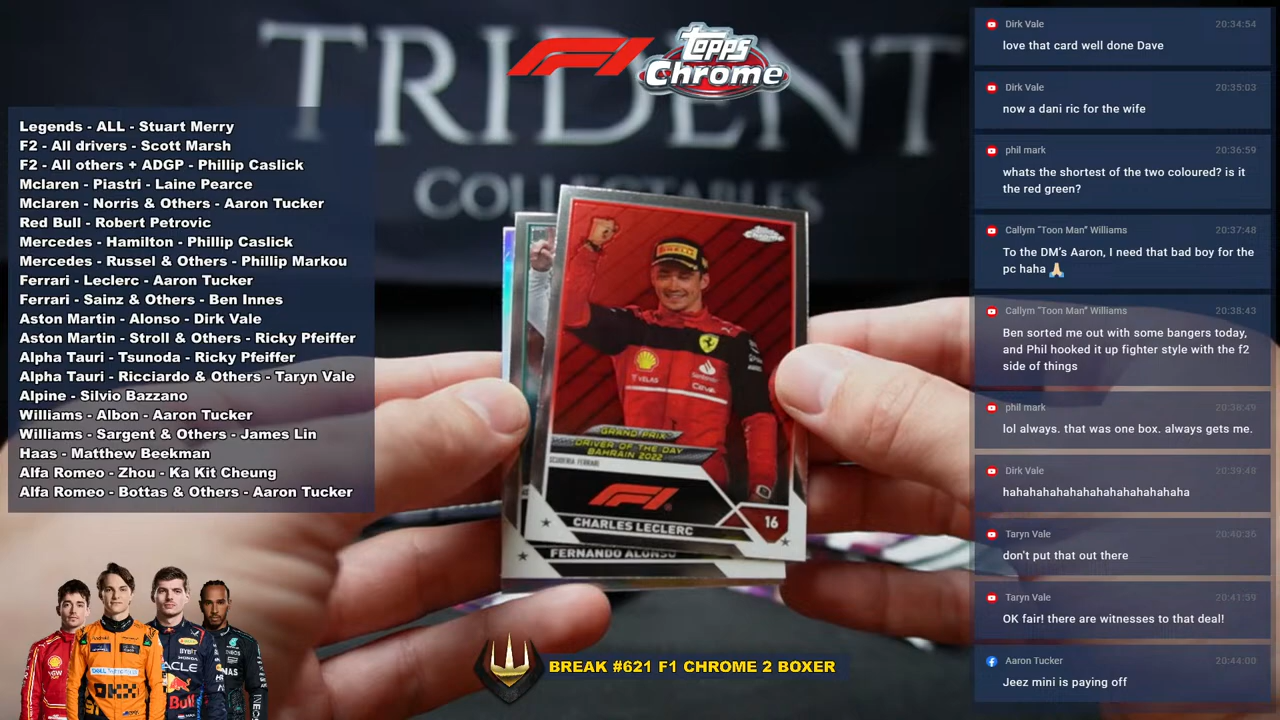 TRIDENT
COLLECTABLES
F1
Topps
Chrome
Legends - ALL - Stuart Merry
F2 - All drivers - Scott Marsh
F2 - All others + ADGP - Phillip Caslick
Mclaren - Piastri - Laine Pearce
Mclaren - Norris & Others - Aaron Tucker
Red Bull - Robert Petrovic
Mercedes - Hamilton - Phillip Caslick
Mercedes - Russel & Others - Phillip Markou
Ferrari - Leclerc - Aaron Tucker
Ferrari - Sainz & Others - Ben Innes
Aston Martin - Alonso - Dirk Vale
Aston Martin - Stroll & Others - Ricky Pfeiffer
Alpha Tauri - Tsunoda - Ricky Pfeiffer
Alpha Tauri - Ricciardo & Others - Taryn Vale
Alpine - Silvio Bazzano
Williams - Albon - Aaron Tucker
Williams - Sargent & Others - James Lin
Haas - Matthew Beekman
Alfa Romeo - Zhou - Ka Kit Cheung
Alfa Romeo - Bottas & Others - Aaron Tucker
PIRELLI
VELAS
Santander
GRAND PRIX
DRIVER OF THE DAY
BAHRAIN 2022
SCUDERIA FERRARI
F1
CHARLES LECLERC
16
FERNANDO ALONSO
BREAK #621 F1 CHROME 2 BOXER
Dirk Vale 20:34:54
love that card well done Dave
Dirk Vale 20:35:03
now a dani ric for the wife
phil mark 20:36:59
whats the shortest of the two coloured? is it
the red green?
Callym "Toon Man" Williams 20:37:48
To the DM's Aaron, I need that bad boy for the
pc haha 🙏🏻
Callym "Toon Man" Williams 20:38:43
Ben sorted me out with some bangers today,
and Phil hooked it up fighter style with the f2
side of things
phil mark 20:38:49
lol always. that was one box. always gets me.
Dirk Vale 20:39:48
hahahahahahahahahahahahaha
Taryn Vale 20:40:36
don't put that out there
Taryn Vale 20:41:39
OK fair! there are witnesses to that deal!
Aaron Tucker 20:44:00
Jeez mini is paying off